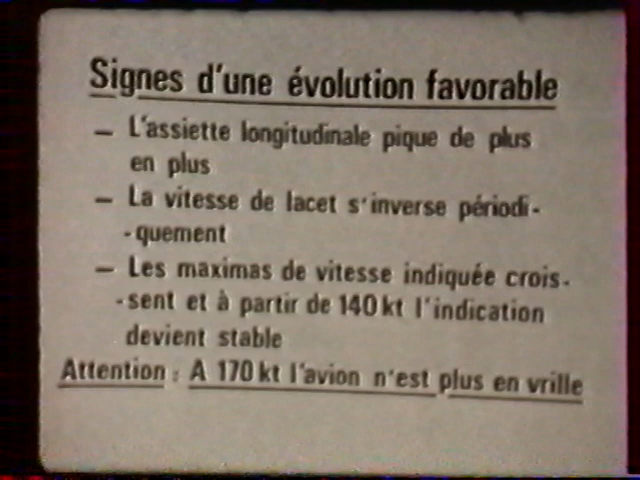 Signes d'une évolution favorable
– L'assiette longitudinale pique de plus
en plus
– La vitesse de lacet s'inverse périodi-
-quement
– Les maximas de vitesse indiquée crois-
-sent et à partir de 140 kt l'indication
devient stable
Attention : A 170 kt l'avion n'est plus en vrille